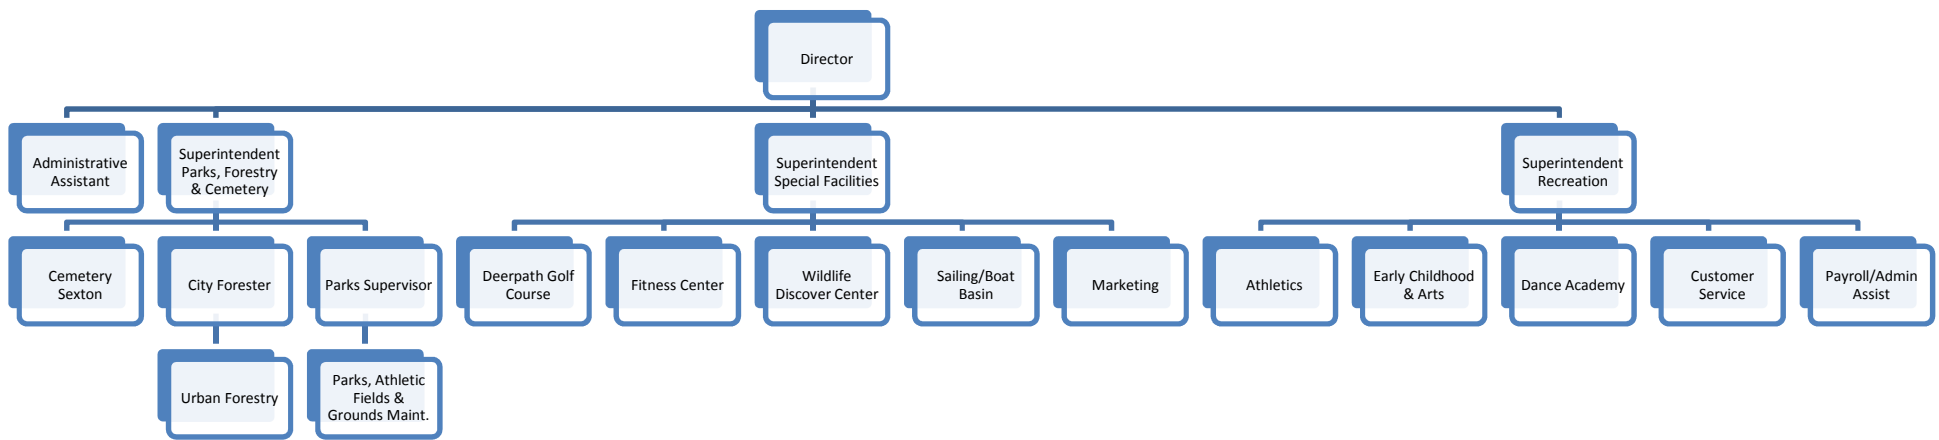 Director
Administrative
Assistant
Superintendent
Parks, Forestry
& Cemetery
Superintendent
Special Facilities
Superintendent
Recreation
Cemetery
Sexton
City Forester
Parks Supervisor
Deerpath Golf
Course
Fitness Center
Wildlife
Discover Center
Sailing/Boat
Basin
Marketing
Athletics
Early Childhood
& Arts
Dance Academy
Customer
Service
Payroll/Admin
Assist
Urban Forestry
Parks, Athletic
Fields &
Grounds Maint.